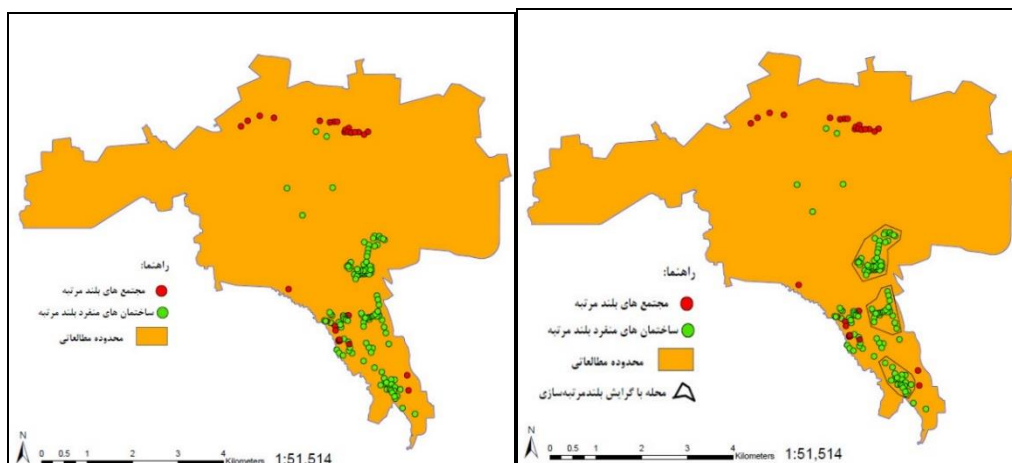 راهنما:
مجتمع های بلند مرتبه
ساختمان های منفرد بلند مرتبه
محدوده مطالعاتی
N
0 0.5 1 2 3 4
Kilometers 1:51,514
راهنما:
مجتمع های بلند مرتبه
ساختمان های منفرد بلند مرتبه
محدوده مطالعاتی
محله با گرایش بلندمرتبه‌سازی
N
0 0.5 1 2 3 4
Kilometers 1:51,514